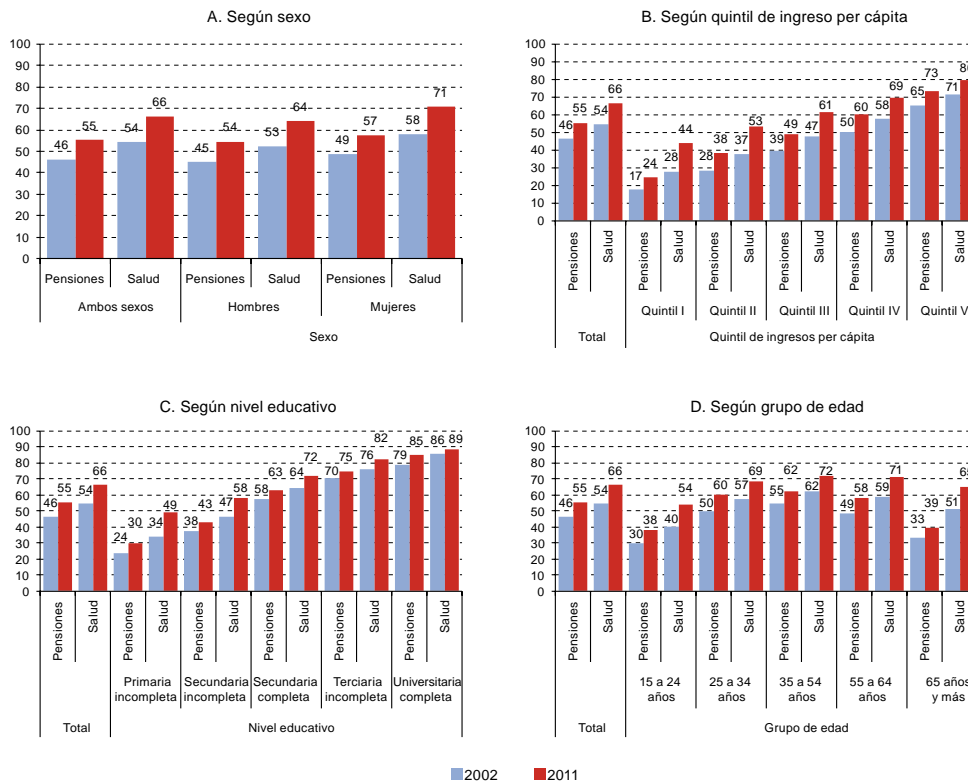 A. Según sexo
100
90
80
70
60
50
40
30
20
10
0
46 55 54 66 45 54 53 64 49 57 58 71
Pensiones Salud Pensiones Salud Pensiones Salud
Ambos sexos Hombres Mujeres
Sexo
B. Según quintil de ingreso per cápita
100
90
80
70
60
50
40
30
20
10
0
46 55 54 66 17 24 28 44 28 38 37 53 39 49 47 61 50 60 58 69 65 73 71
Pensiones Salud Pensiones Salud Pensiones Salud Pensiones Salud Pensiones Salud Pensiones Salud
Quintil I Quintil II Quintil III Quintil IV Quintil V
Total Quintil de ingresos per cápita
C. Según nivel educativo
100
90
80
70
60
50
40
30
20
10
0
46 55 54 66 24 30 34 49 38 43 47 58 58 63 64 72 70 75 76 82 79 85 86 89
Pensiones Salud Pensiones Salud Pensiones Salud Pensiones Salud Pensiones Salud Pensiones Salud
Primaria Secundaria Secundaria Terciaria Universitaria
incompleta incompleta completa incompleta completa
Total Nivel educativo
D. Según grupo de edad
100
90
80
70
60
50
40
30
20
10
0
46 55 54 66 30 38 40 54 50 60 57 69 55 62 62 72 49 58 59 71 33 39 51 65
Pensiones Salud Pensiones Salud Pensiones Salud Pensiones Salud Pensiones Salud Pensiones Salud
15 a 24 25 a 34 35 a 54 55 a 64 65 años
años años años años y más
Total Grupo de edad
2002 2011